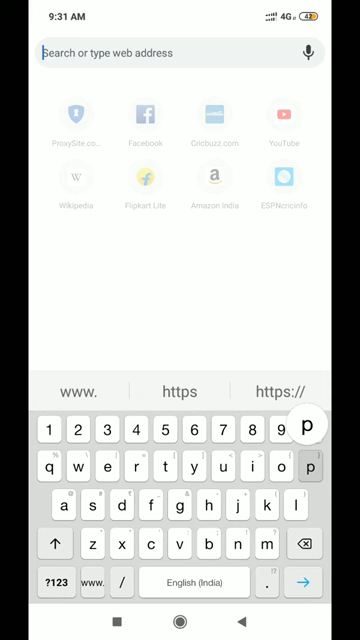 9:31 AM 4G 42
Search or type web address
ProxySite.co... Facebook Cricbuzz.com YouTube
Wikipedia Flipkart Lite Amazon India ESPNcricinfo
www. https https://
1 2 3 4 5 6 7 8 9 p
q w e r t y u i o p
a s d f g h j k l
z x c v b n m
?123 www. / English (India) .